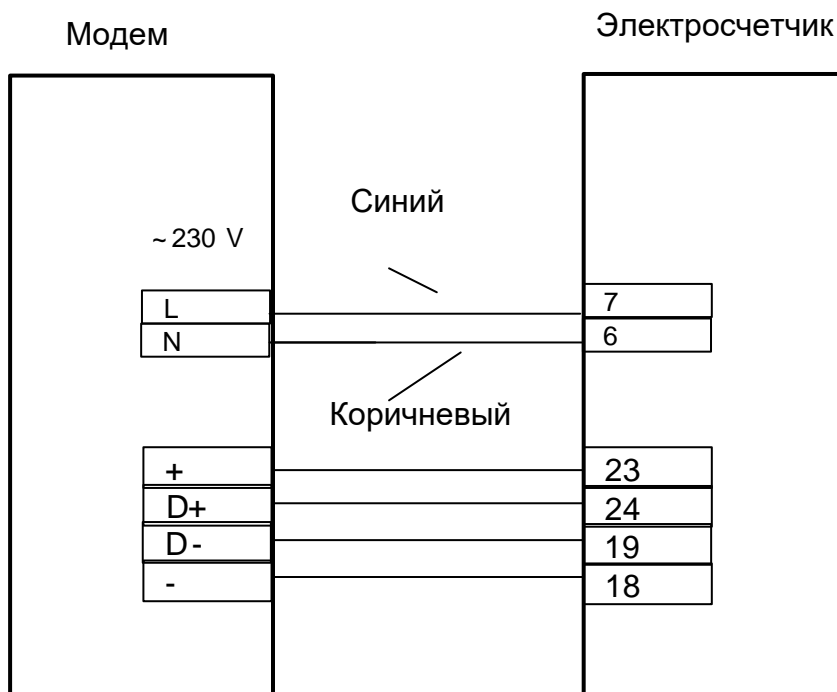 Модем
Электросчетчик
Синий
~ 230 V
L
7
N
6
Коричневый
+
23
D+
24
D-
19
-
18